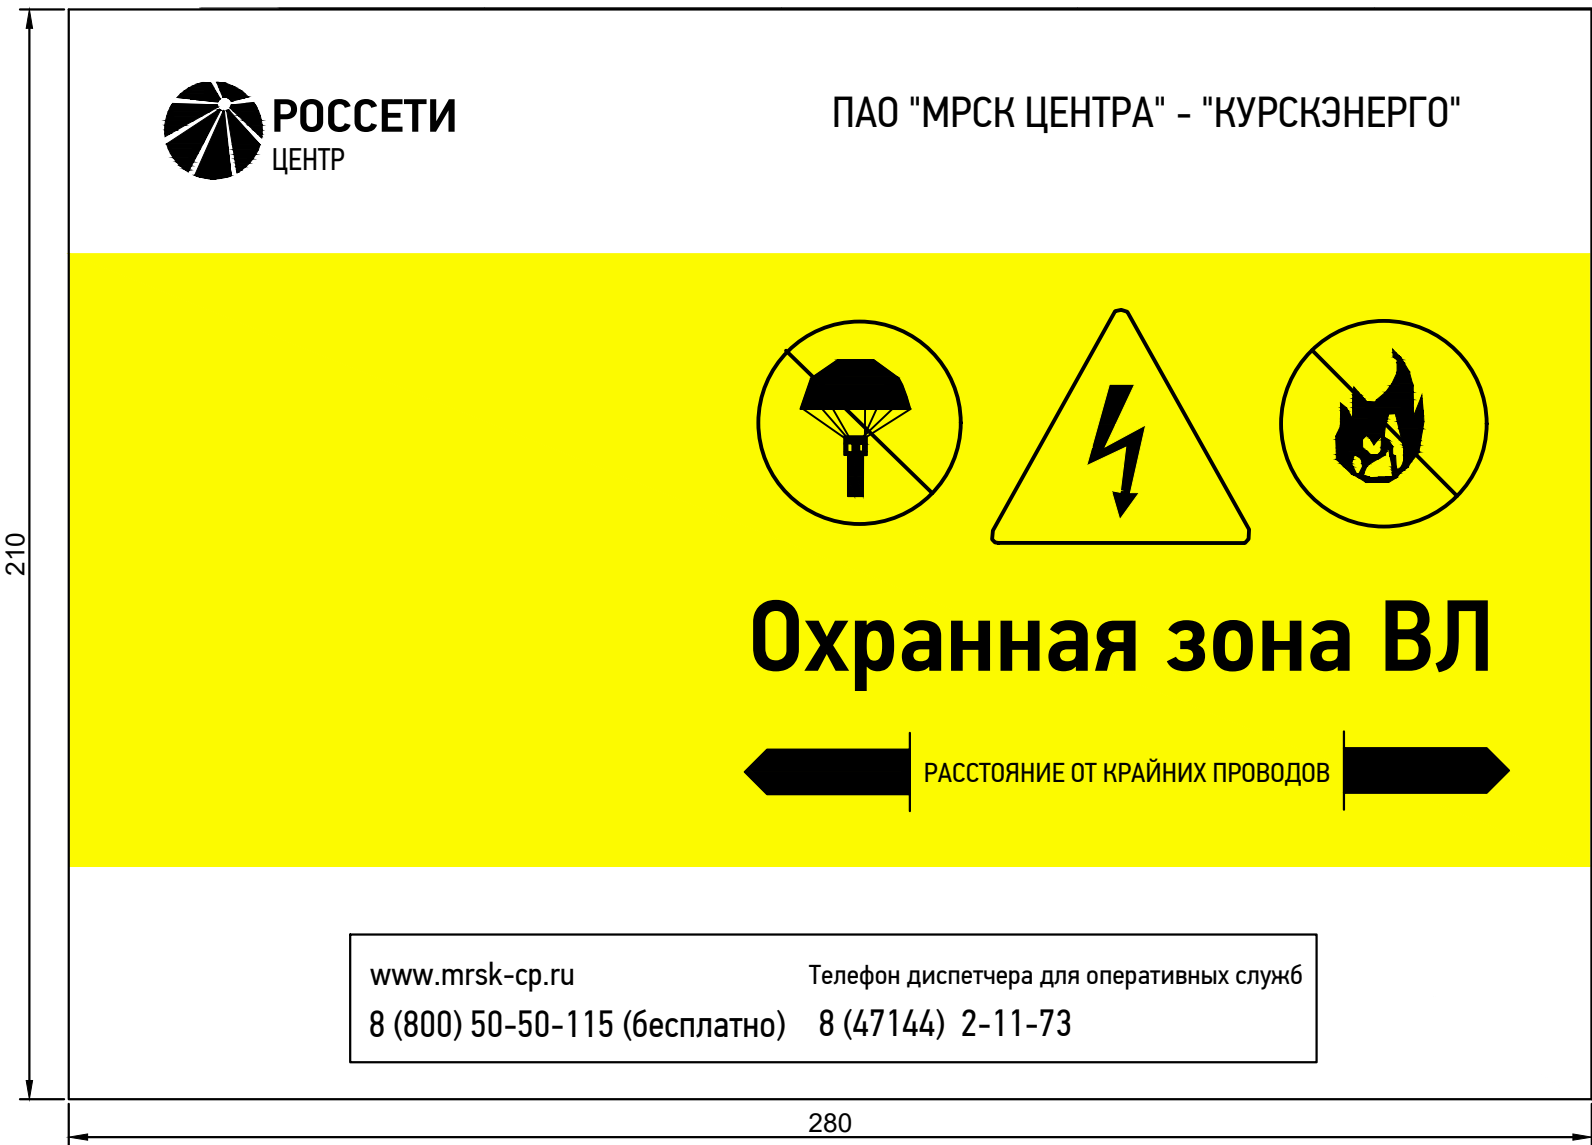 РОССЕТИ
ЦЕНТР
ПАО "МРСК ЦЕНТРА" - "КУРСКЭНЕРГО"
210
Охранная зона ВЛ
РАССТОЯНИЕ ОТ КРАЙНИХ ПРОВОДОВ
www.mrsk-cp.ru
Телефон диспетчера для оперативных служб
8 (800) 50-50-115 (бесплатно)
8 (47144) 2-11-73
280